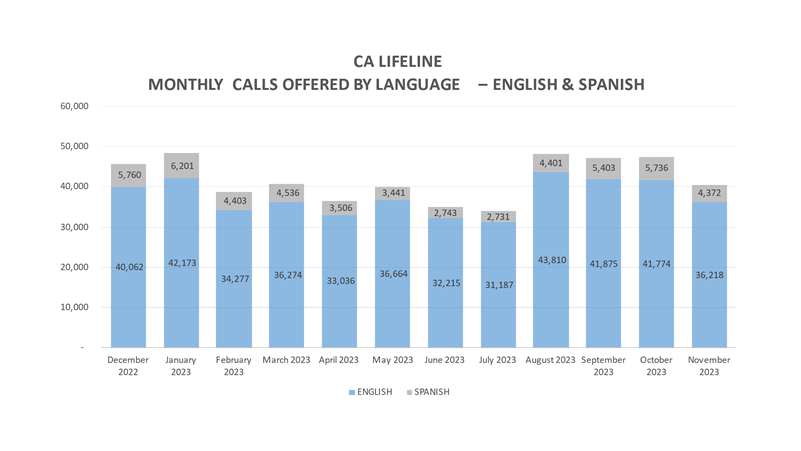 CA LIFELINE
MONTHLY CALLS OFFERED BY LANGUAGE – ENGLISH & SPANISH
60,000
50,000
40,000
30,000
20,000
10,000
-
5,760
6,201
4,403
4,536
3,506
3,441
2,743
2,731
4,401
5,403
5,736
4,372
40,062
42,173
34,277
36,274
33,036
36,664
32,215
31,187
43,810
41,875
41,774
36,218
December 2022
January 2023
February 2023
March 2023
April 2023
May 2023
June 2023
July 2023
August 2023
September 2023
October 2023
November 2023
ENGLISH
SPANISH